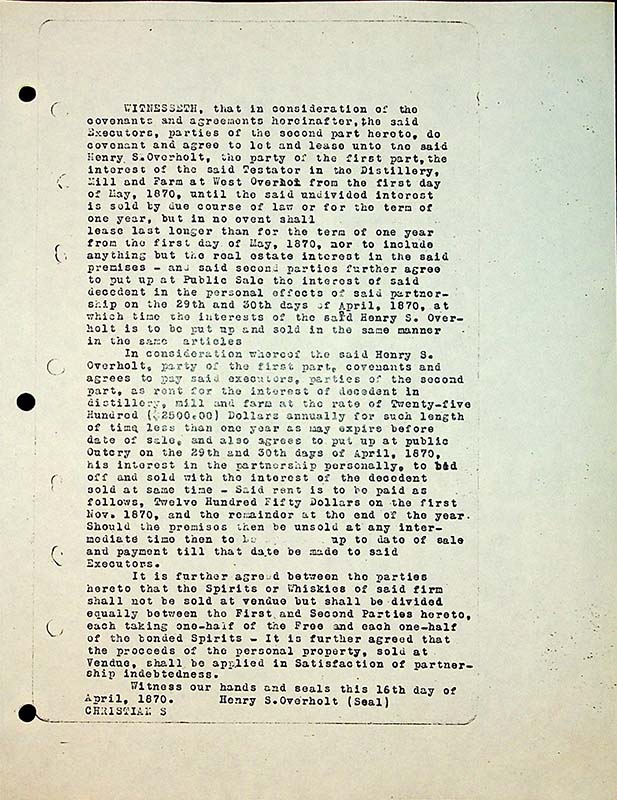 WITNESSETH, that in consideration of the
covenants and agreements hereinafter,the said
Executors, parties of the second part hereto, do
covenant and agree to let and lease unto the said
Henry S.Overholt, the party of the first part,the
interest of the said Testator in the Distillery,
Mill and Farm at West Overhot from the first day
of May, 1870, until the said undivided interest
is sold by due course of law or for the term of
one year, but in no event shall
lease last longer than for the term of one year
from the first day of May, 1870, nor to include
anything but the real estate interest in the said
premises - and said second parties further agree
to put up at Public Sale the interest of said
decedent in the personal effects of said partner-
ship on the 29th and 30th days of April, 1870, at
which time the interests of the said Henry S. Over-
holt is to be put up and sold in the same manner
in the same articles
In consideration whereof the said Henry S.
Overholt, party of the first part, covenants and
agrees to pay said executors, parties of the second
part, as rent for the interest of decedent in
distillery, mill and farm at the rate of Twenty-five
Hundred ($2500.00) Dollars annually for such length
of time less than one year as may expire before
date of sale, and also agrees to put up at public
Outcry on the 29th and 30th days of April, 1870,
his interest in the partnership personally, to bid
off and sold with the interest of the decedent
sold at same time - Said rent is to be paid as
follows, Twelve Hundred Fifty Dollars on the first
Nov. 1870, and the remainder at the end of the year.
Should the premises then be unsold at any inter-
mediate time then to be up to date of sale
and payment till that date be made to said
Executors.
It is further agreed between the parties
hereto that the Spirits or Whiskies of said firm
shall not be sold at vendue but shall be divided
equally between the First and Second Parties hereto,
each taking one-half of the Free and each one-half
of the bonded Spirits - It is further agreed that
the proceeds of the personal property, sold at
Vendue, shall be applied in Satisfaction of partner-
ship indebtedness.
Witness our hands and seals this 16th day of
April, 1870. Henry S.Overholt (Seal)
CHRISTIAN S